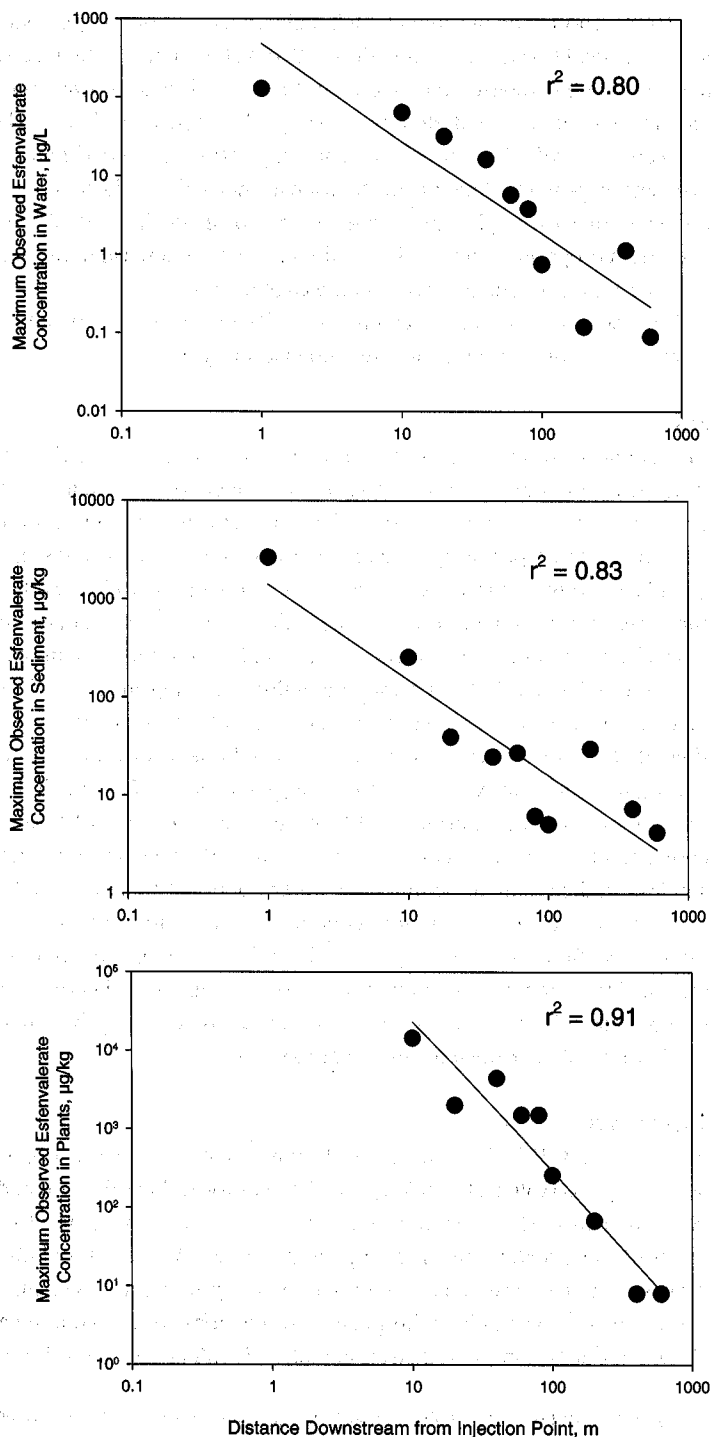 Maximum Observed Esfenvalerate
Concentration in Water, µg/L
1000
100
10
1
0.1
0.01
r² = 0.80
0.1 1 10 100 1000
Maximum Observed Esfenvalerate
Concentration in Sediment, µg/kg
10000
1000
100
10
1
r² = 0.83
0.1 1 10 100 1000
Maximum Observed Esfenvalerate
Concentration in Plants, µg/kg
10⁵
10⁴
10³
10²
10¹
10⁰
r² = 0.91
0.1 1 10 100 1000
Distance Downstream from Injection Point, m